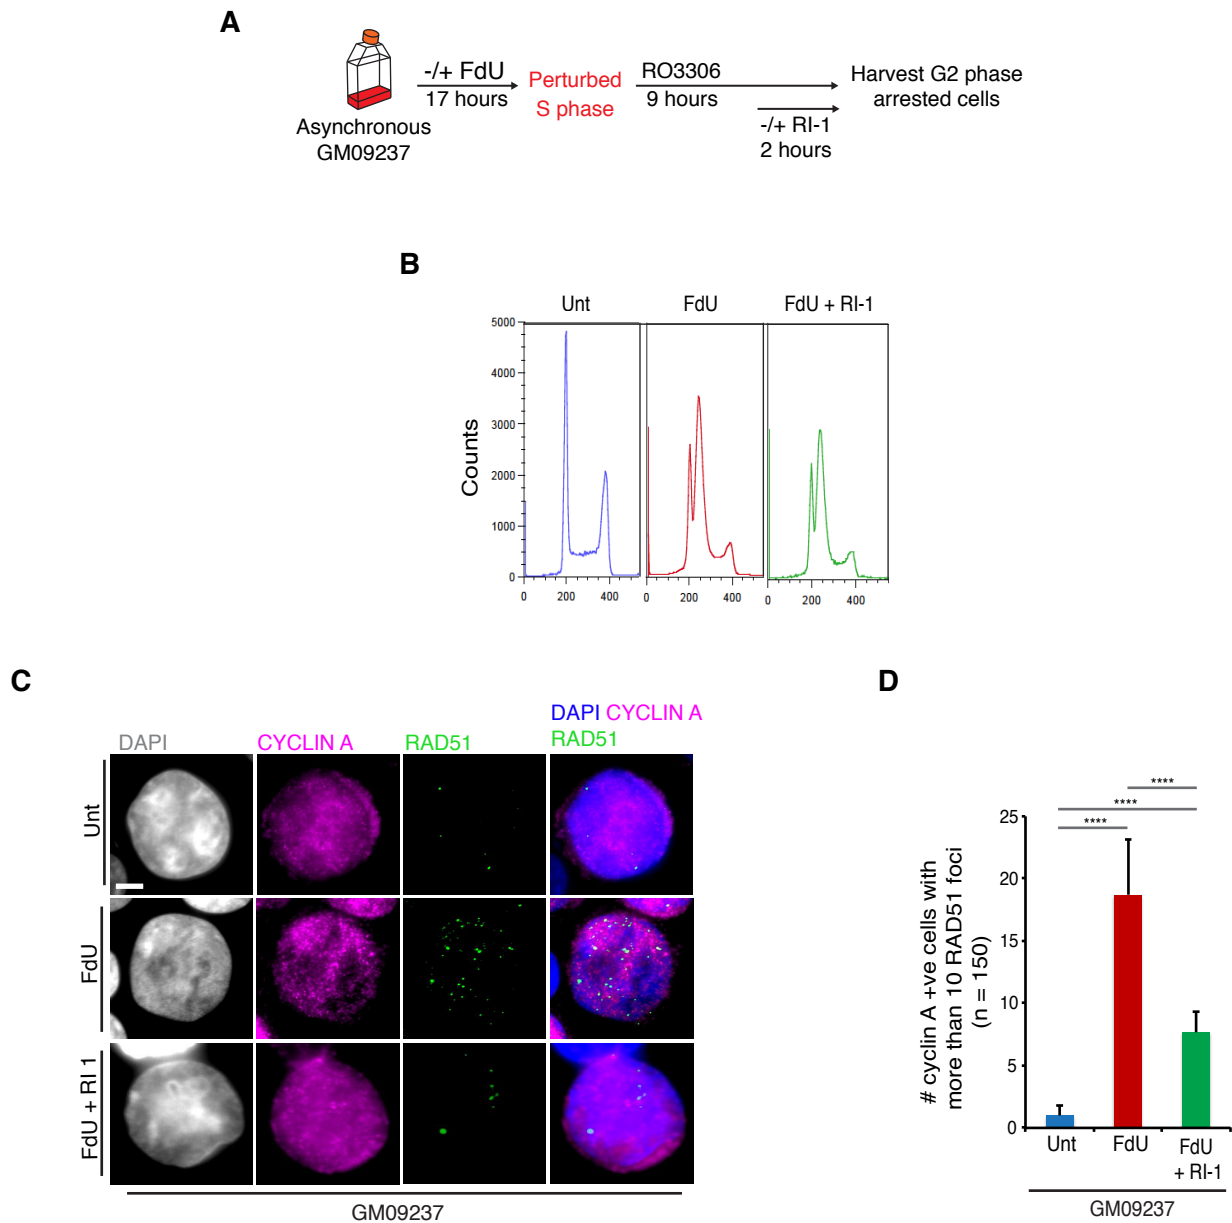 A
-/+ FdU
17 hours
Perturbed
S phase
RO3306
9 hours
-/+ RI-1
2 hours
Harvest G2 phase
arrested cells
Asynchronous
GM09237
B
Unt
FdU
FdU + RI-1
Counts
5000
4000
3000
2000
1000
0
0 200 400
0 200 400
0 200 400
C
DAPI
CYCLIN A
RAD51
DAPI CYCLIN A
RAD51
Unt
FdU
FdU + RI 1
GM09237
D
# cyclin A +ve cells with
more than 10 RAD51 foci
(n = 150)
25
20
15
10
5
0
****
****
****
Unt
FdU
FdU
+ RI-1
GM09237